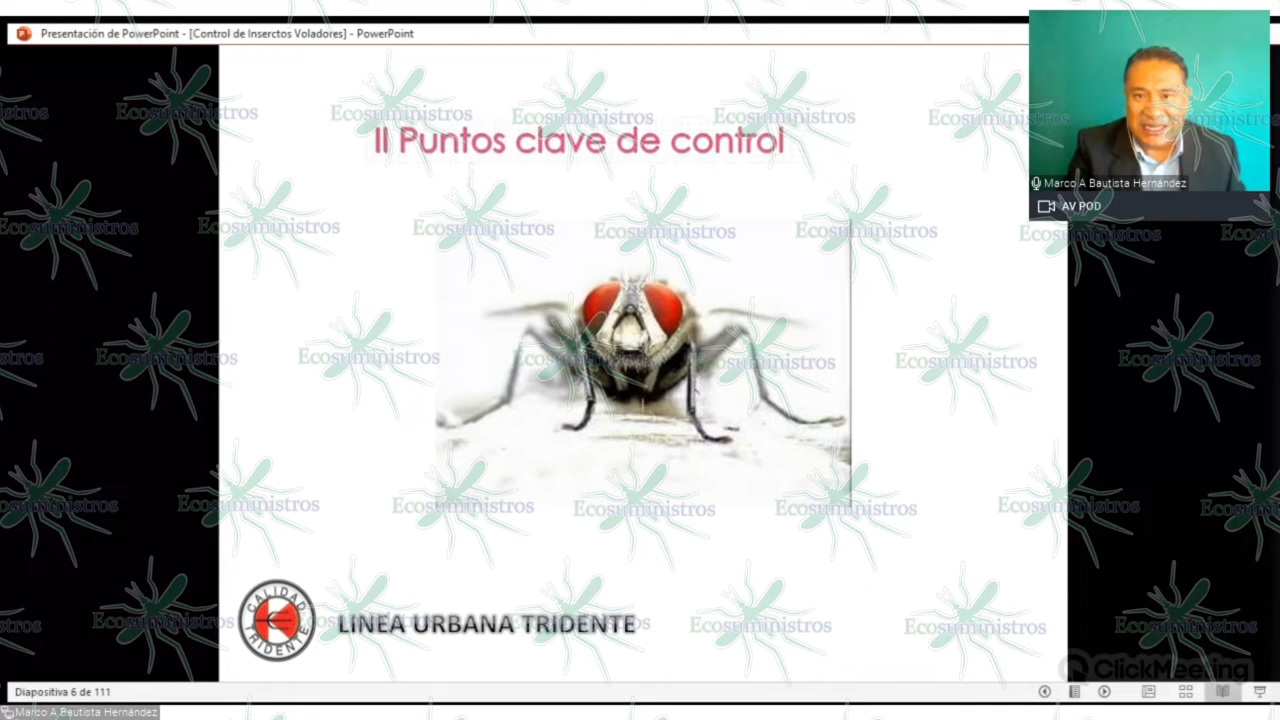 Presentación de PowerPoint - [Control de Inserctos Voladores] - PowerPoint
Ecosuministros
II Puntos clave de control
Marco A Bautista Hernández
AV POD
CALIDAD
TRIDENTE
LINEA URBANA TRIDENTE
ClickMeeting
Diapositiva 6 de 111
Marco A Bautista Hernández